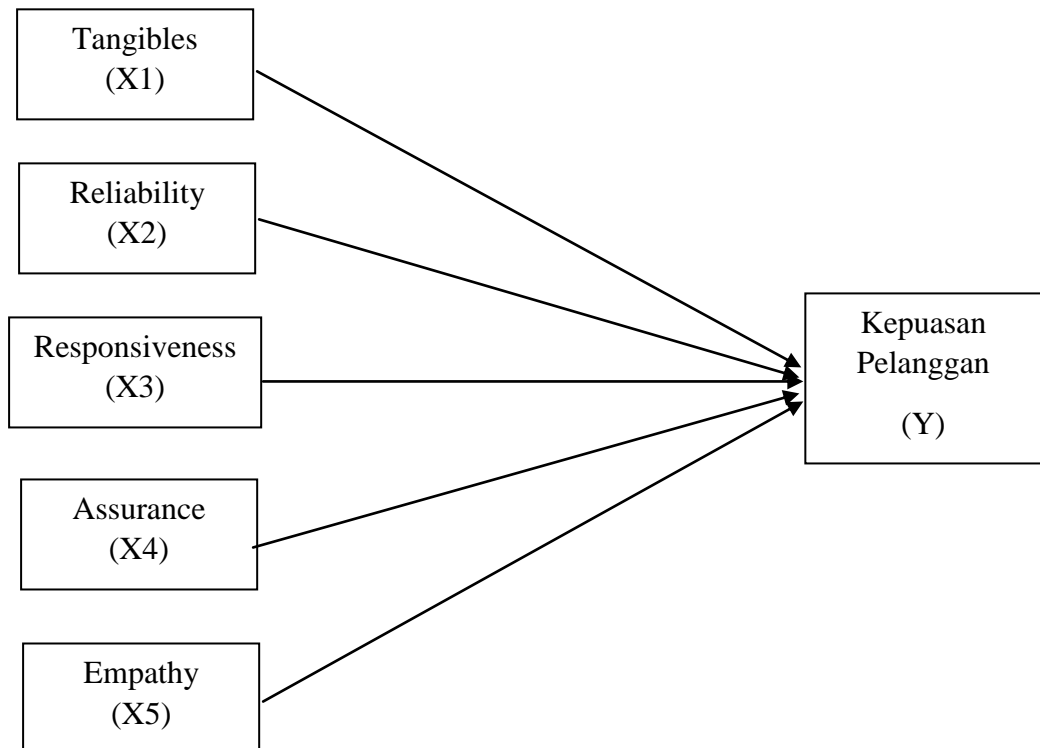 Tangibles
(X1)
Reliability
(X2)
Responsiveness
(X3)
Assurance
(X4)
Empathy
(X5)
Kepuasan
Pelanggan
(Y)